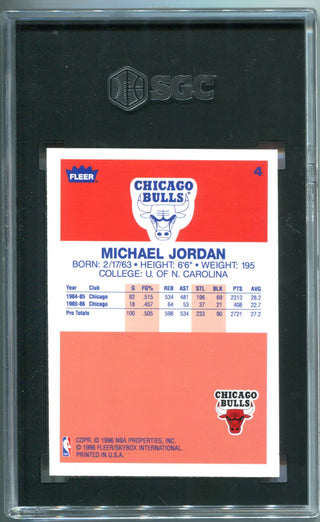 SGC
FLEER
4
CHICAGO
BULLS
MICHAEL JORDAN
BORN: 2/17/63 • HEIGHT: 6'6" • WEIGHT: 195
COLLEGE: U. OF N. CAROLINA
Year Club G FG% REB AST STL BLK PTS AVG
1984-85 Chicago 82 .515 534 481 196 69 2313 28.2
1985-86 Chicago 18 .457 64 53 37 21 408 22.7
Pro Totals 100 .505 598 534 233 90 2721 27.2
CHICAGO
BULLS
COPR. © 1996 NBA PROPERTIES, INC.
© 1996 FLEER/SKYBOX INTERNATIONAL.
PRINTED IN U.S.A.